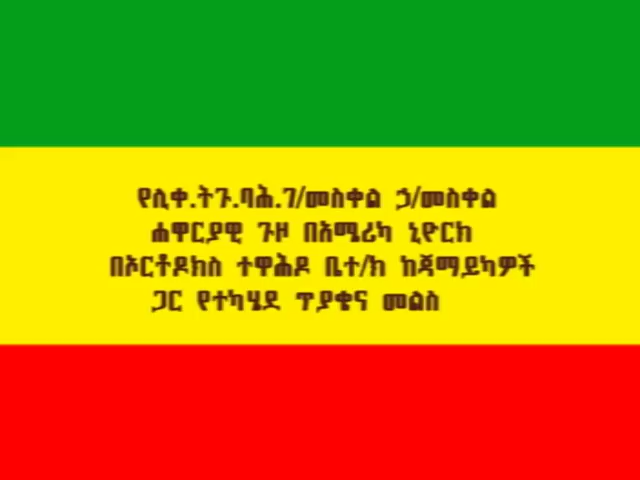 የሊቀ.ትጉ.ባሕ.ገ/መስቀል ኃ/መስቀል
ሐዋርያዊ ጉዞ በአሜሪካ ኒዮርክ
በኦርቶዶክስ ተዋሕዶ ቤተ/ክ ከጃማይካዎች
ጋር የተካሄደ ጥያቄና መልስ